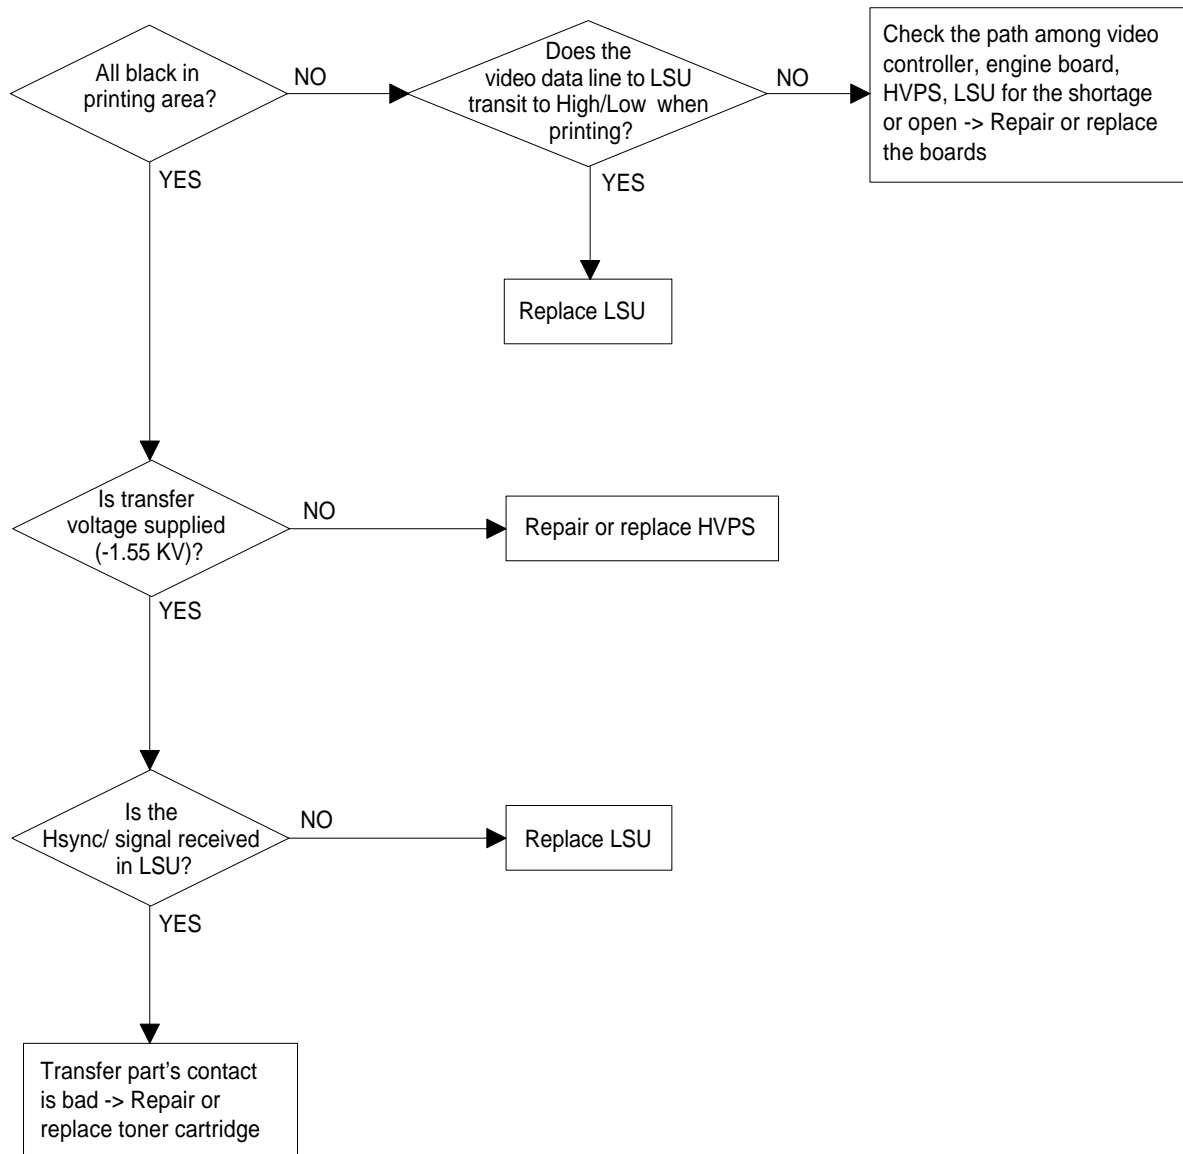 All black in
printing area?
NO
Does the
video data line to LSU
transit to High/Low when
printing?
NO
Check the path among video
controller, engine board,
HVPS, LSU for the shortage
or open -> Repair or replace
the boards
YES
YES
Replace LSU
Is transfer
voltage supplied
(-1.55 KV)?
NO
Repair or replace HVPS
YES
Is the
Hsync/ signal received
in LSU?
NO
Replace LSU
YES
Transfer part's contact
is bad -> Repair or
replace toner cartridge